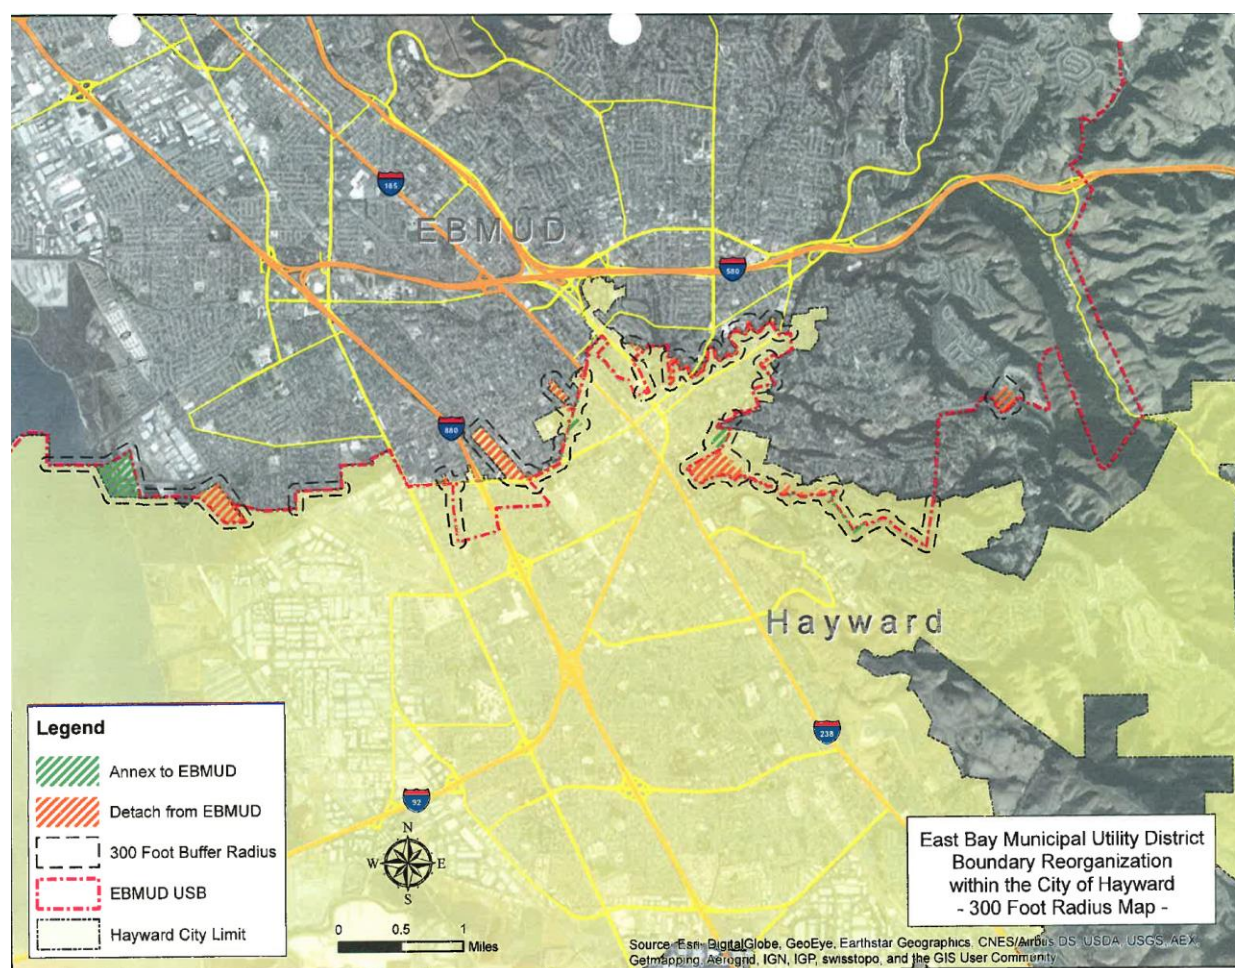 185
EBMUD
580
880
Hayward
238
92
Legend
Annex to EBMUD
Detach from EBMUD
300 Foot Buffer Radius
EBMUD USB
Hayward City Limit
N
W E
S
0 0.5 1
Miles
East Bay Municipal Utility District
Boundary Reorganization
within the City of Hayward
- 300 Foot Radius Map -
Source: Esri, DigitalGlobe, GeoEye, Earthstar Geographics, CNES/Airbus DS, USDA, USGS, AEX,
Getmapping, Aerogrid, IGN, IGP, swisstopo, and the GIS User Community